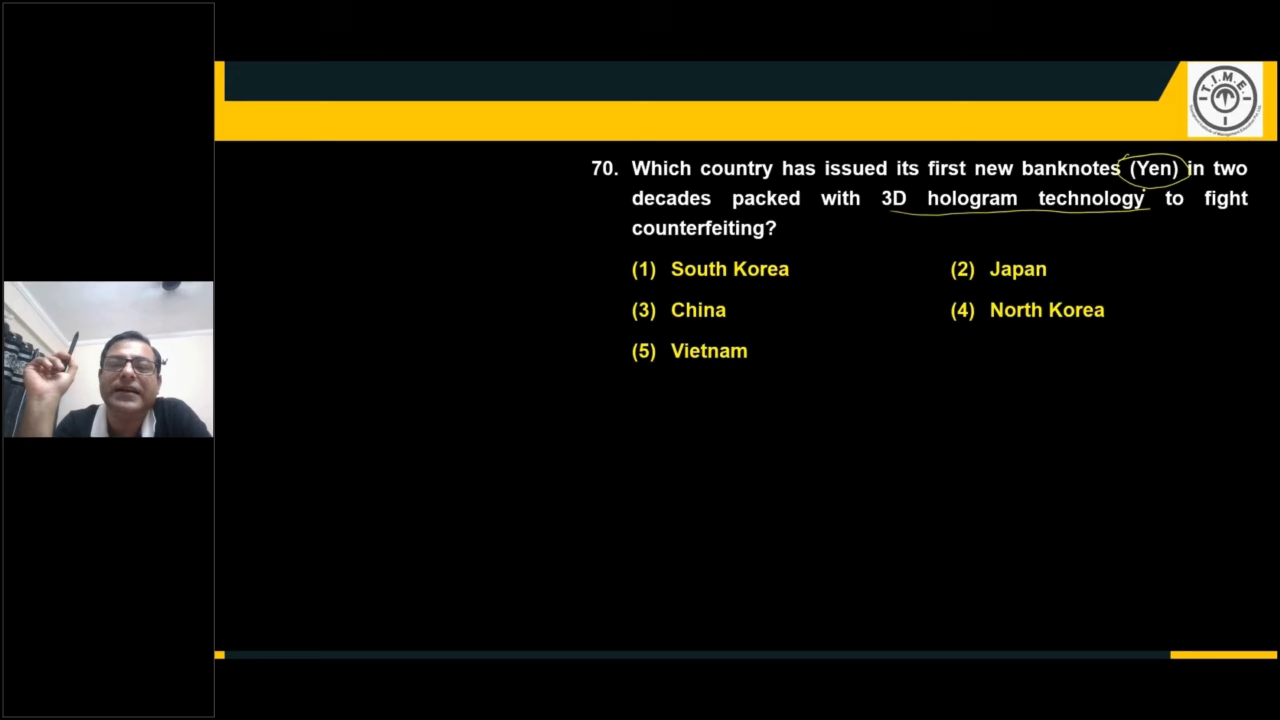 T.I.M.E.
70. Which country has issued its first new banknotes (Yen) in two
decades packed with 3D hologram technology to fight
counterfeiting?
(1) South Korea
(2) Japan
(3) China
(4) North Korea
(5) Vietnam